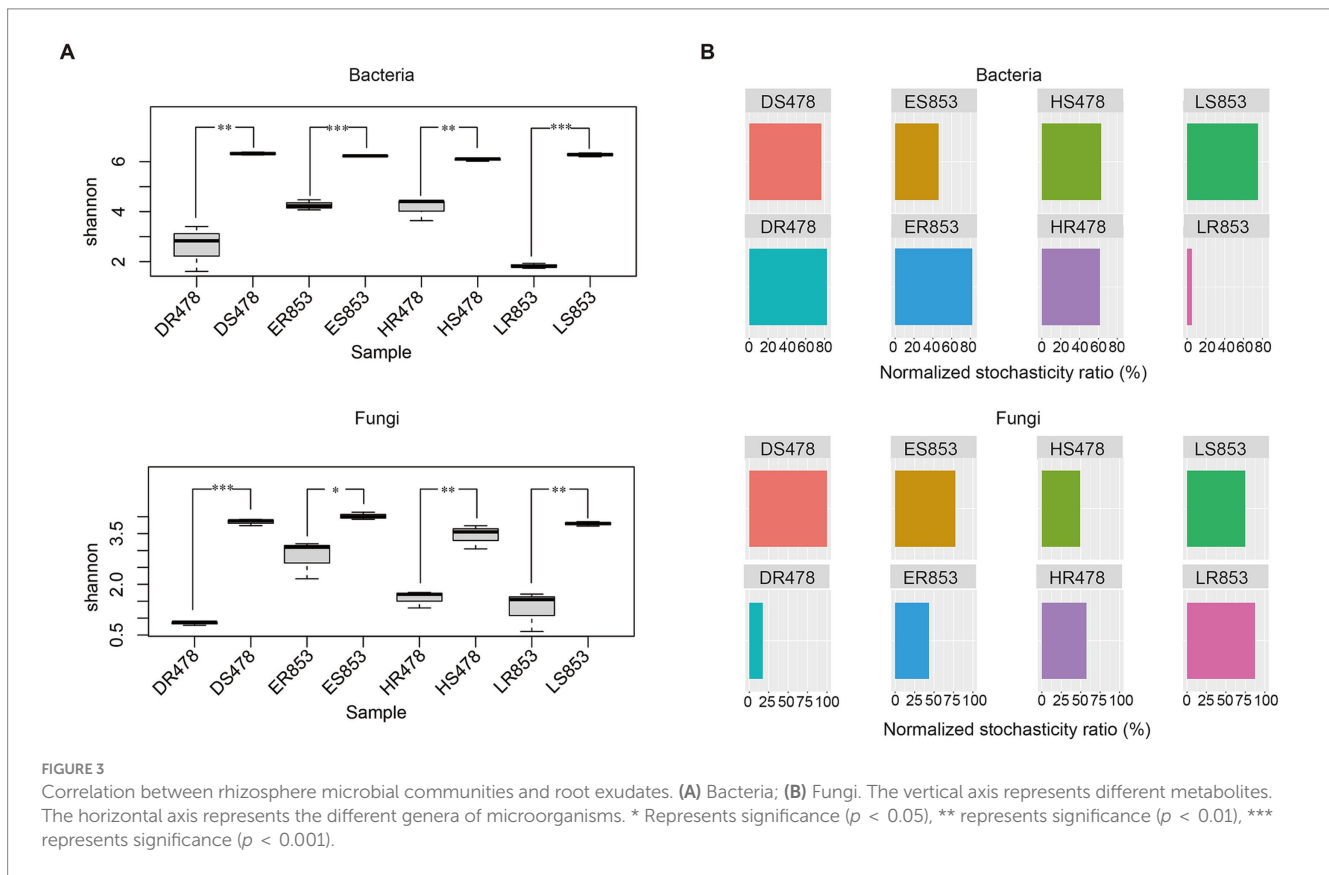 A
Bacteria
** *** ** ***
shannon
6
4
2
DR478 DS478 ER853 ES853 HR478 HS478 LR853 LS853
Sample
Fungi
*** * ** **
shannon
3.5
2.0
0.5
DR478 DS478 ER853 ES853 HR478 HS478 LR853 LS853
Sample
B
Bacteria
DS478 ES853 HS478 LS853
DR478 ER853 HR478 LR853
0 20 40 60 80 0 20 40 60 80 0 20 40 60 80 0 20 40 60 80
Normalized stochasticity ratio (%)
Fungi
DS478 ES853 HS478 LS853
DR478 ER853 HR478 LR853
0 25 50 75 100 0 25 50 75 100 0 25 50 75 100 0 25 50 75 100
Normalized stochasticity ratio (%)
FIGURE 3
Correlation between rhizosphere microbial communities and root exudates. (A) Bacteria; (B) Fungi. The vertical axis represents different metabolites.
The horizontal axis represents the different genera of microorganisms. * Represents significance (p < 0.05), ** represents significance (p < 0.01), ***
represents significance (p < 0.001).